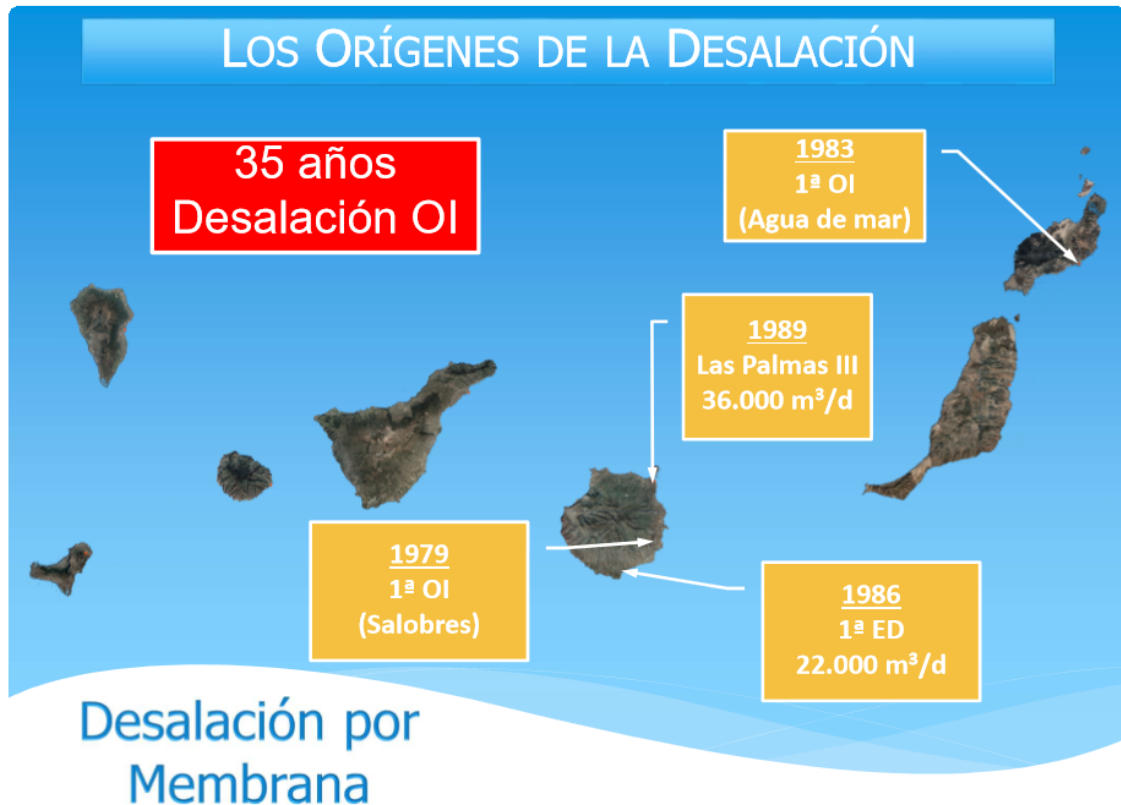 LOS ORÍGENES DE LA DESALACIÓN
35 años
Desalación OI
1983
1ª OI
(Agua de mar)
1989
Las Palmas III
36.000 m³/d
1979
1ª OI
(Salobres)
1986
1ª ED
22.000 m³/d
Desalación por
Membrana